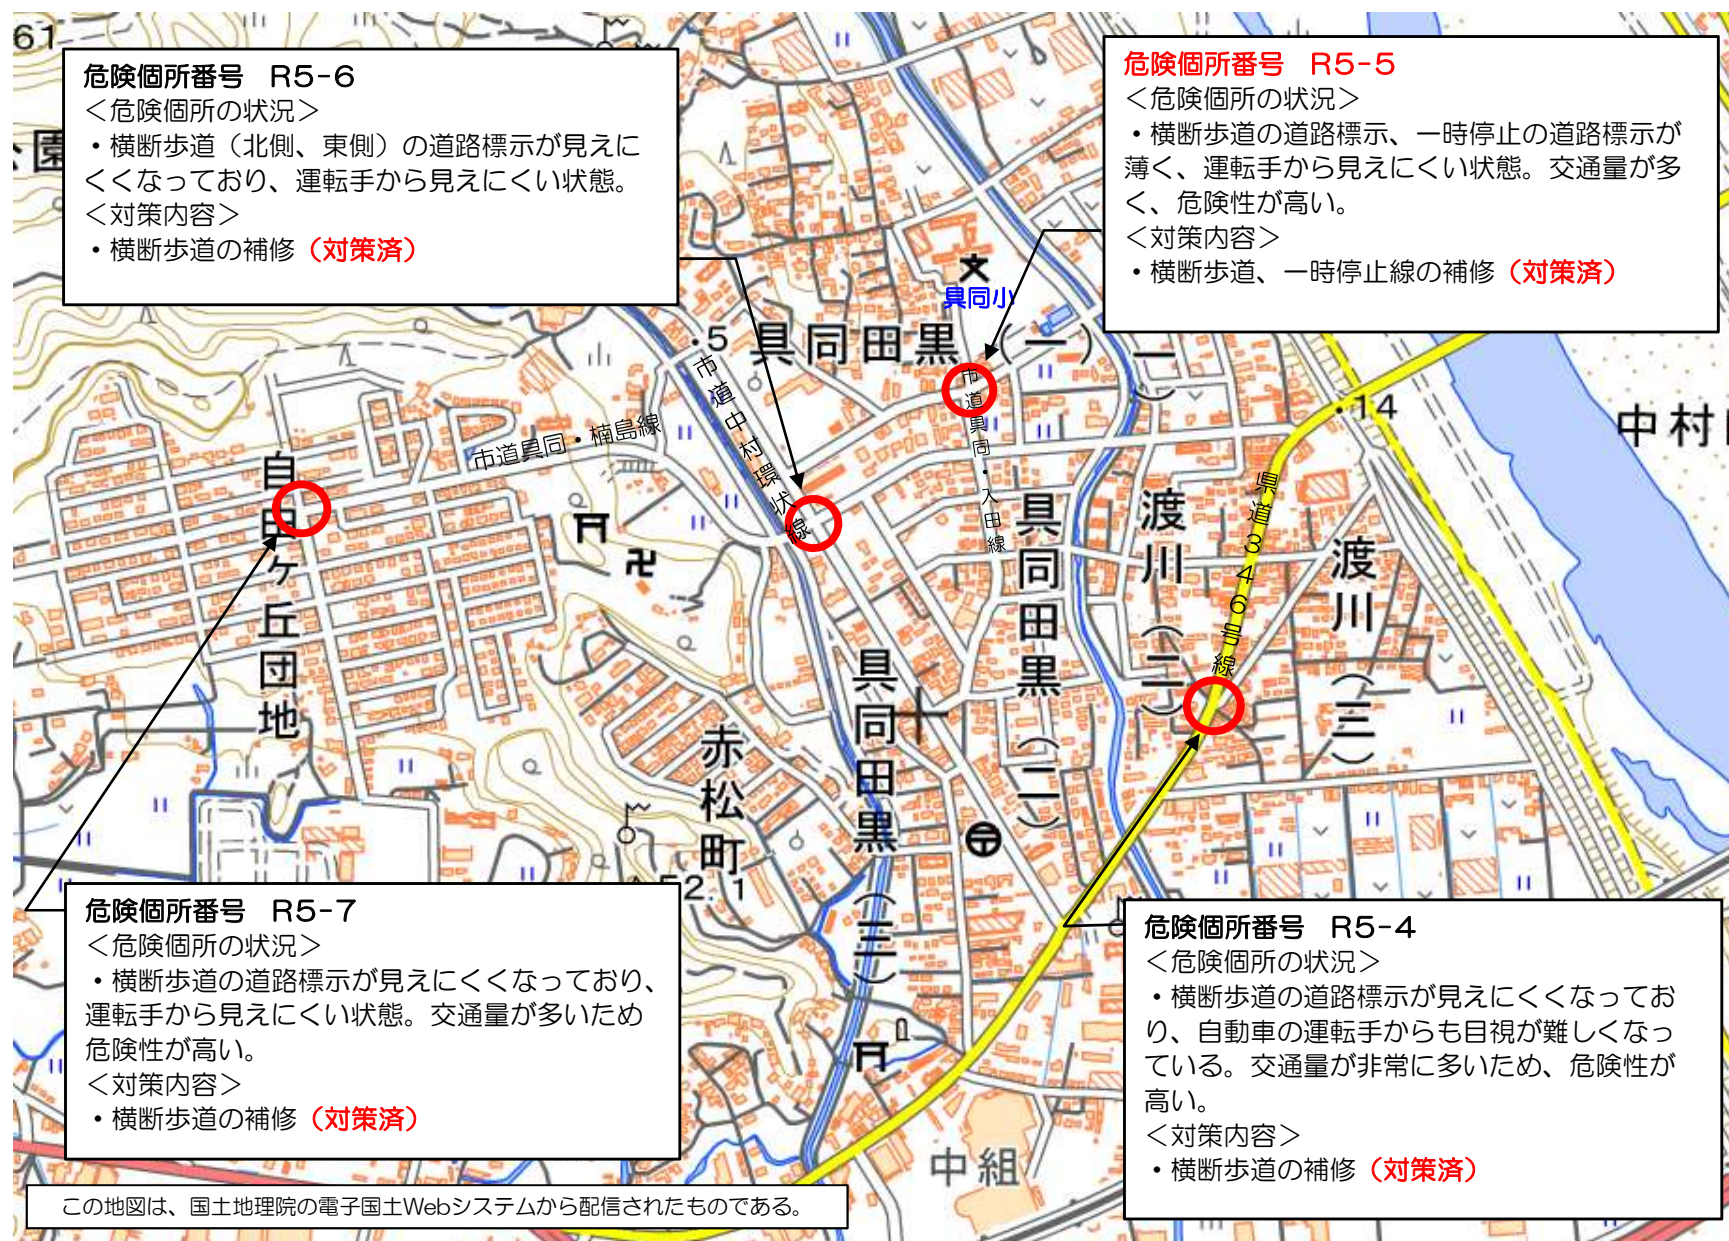 61
公園
危険個所番号　R5-6
＜危険個所の状況＞
・横断歩道（北側、東側）の道路標示が見えに
くくなっており、運転手から見えにくい状態。
＜対策内容＞
・横断歩道の補修（対策済）
危険個所番号　R5-5
＜危険個所の状況＞
・横断歩道の道路標示、一時停止の道路標示が
薄く、運転手から見えにくい状態。交通量が多
く、危険性が高い。
＜対策内容＞
・横断歩道、一時停止線の補修（対策済）
文
具同小
・5
具同田黒（一）
市道中村環状線
市道具同・楠島線
市道具同・入田線
・14
中村
自由ヶ丘団地
具同田黒（二）
渡川（二）
県道346号線
渡川（三）
具同田黒（三）
赤松町
52.1
中組
危険個所番号　R5-7
＜危険個所の状況＞
・横断歩道の道路標示が見えにくくなっており、
運転手から見えにくい状態。交通量が多いため
危険性が高い。
＜対策内容＞
・横断歩道の補修（対策済）
危険個所番号　R5-4
＜危険個所の状況＞
・横断歩道の道路標示が見えにくくなってお
り、自動車の運転手からも目視が難しくなっ
ている。交通量が非常に多いため、危険性が
高い。
＜対策内容＞
・横断歩道の補修（対策済）
この地図は、国土地理院の電子国土Webシステムから配信されたものである。